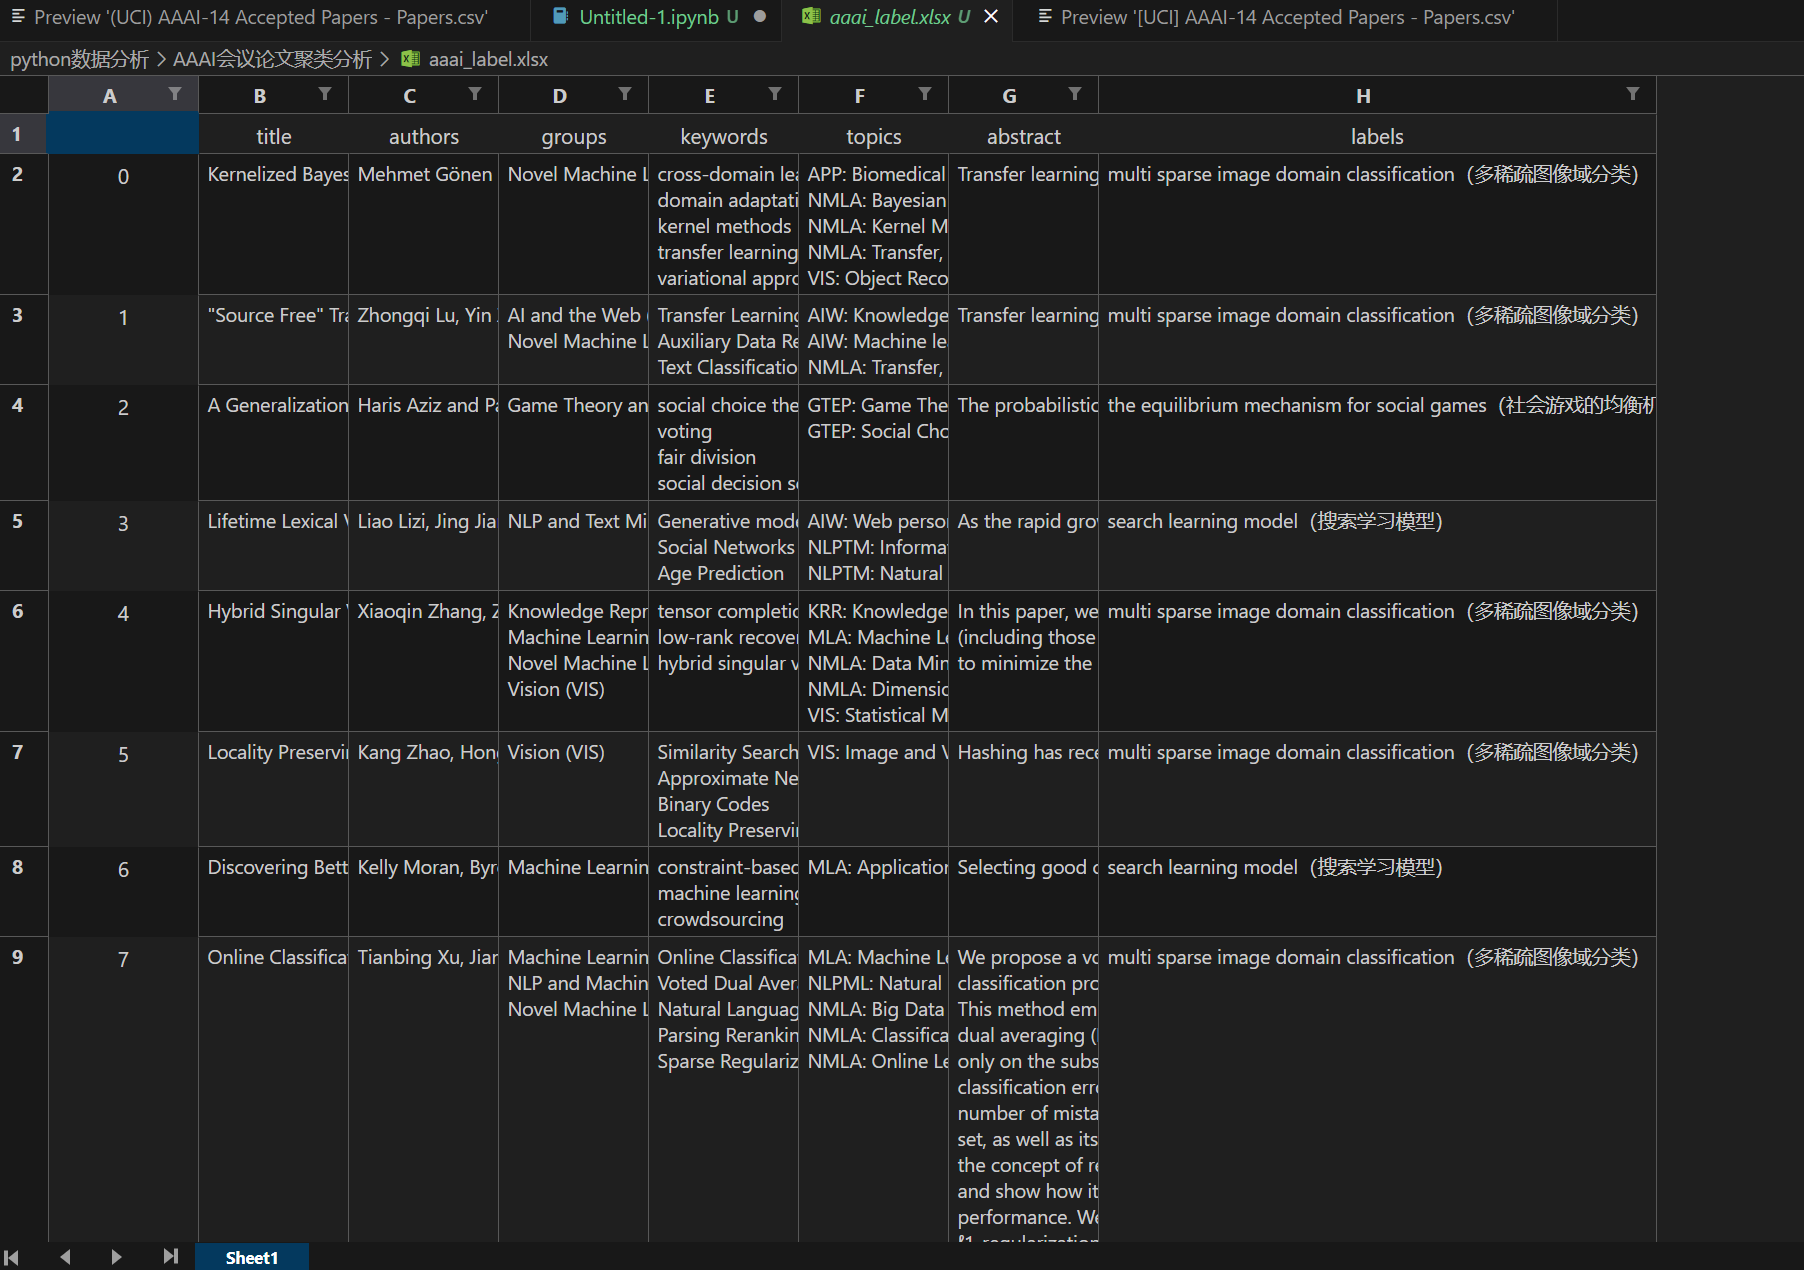 Preview '(UCI) AAAI-14 Accepted Papers - Papers.csv'
Untitled-1.ipynb U
aaai_label.xlsx U
Preview '[UCI] AAAI-14 Accepted Papers - Papers.csv'
python数据分析 > AAAI会议论文聚类分析 > aaai_label.xlsx
A B C D E F G H
1 title authors groups keywords topics abstract labels
2 0 Kernelized Bayes Mehmet Gönen Novel Machine L
cross-domain lea
domain adaptati
kernel methods
transfer learning
variational appro
APP: Biomedical
NMLA: Bayesian
NMLA: Kernel M
NMLA: Transfer,
VIS: Object Reco
Transfer learning
multi sparse image domain classification（多稀疏图像域分类）
3 1 "Source Free" Tra Zhongqi Lu, Yin
AI and the Web
Novel Machine L
Transfer Learning
Auxiliary Data Re
Text Classificatio
AIW: Knowledge
AIW: Machine le
NMLA: Transfer,
Transfer learning
multi sparse image domain classification（多稀疏图像域分类）
4 2 A Generalization Haris Aziz and Pa Game Theory an
social choice the
voting
fair division
social decision s
GTEP: Game The
GTEP: Social Cho
The probabilistic
the equilibrium mechanism for social games（社会游戏的均衡机
5 3 Lifetime Lexical V Liao Lizi, Jing Jia NLP and Text Mi
Generative mode
Social Networks
Age Prediction
AIW: Web person
NLPTM: Informat
NLPTM: Natural
As the rapid grow
search learning model（搜索学习模型）
6 4 Hybrid Singular V Xiaoqin Zhang, Z
Knowledge Repr
Machine Learnin
Novel Machine L
Vision (VIS)
tensor completio
low-rank recover
hybrid singular v
KRR: Knowledge
MLA: Machine Le
NMLA: Data Min
NMLA: Dimensio
VIS: Statistical M
In this paper, we
(including those
to minimize the
multi sparse image domain classification（多稀疏图像域分类）
7 5 Locality Preservin Kang Zhao, Hong Vision (VIS)
Similarity Search
Approximate Ne
Binary Codes
Locality Preservin
VIS: Image and V
Hashing has rece
multi sparse image domain classification（多稀疏图像域分类）
8 6 Discovering Bett Kelly Moran, Byr Machine Learnin
constraint-based
machine learning
crowdsourcing
MLA: Application
Selecting good c
search learning model（搜索学习模型）
9 7 Online Classifica Tianbing Xu, Jian
Machine Learnin
NLP and Machin
Novel Machine L
Online Classifica
Voted Dual Aver
Natural Languag
Parsing Rerankin
Sparse Regulariz
MLA: Machine Le
NLPML: Natural
NMLA: Big Data
NMLA: Classifica
NMLA: Online Le
We propose a vo
classification pro
This method em
dual averaging (
only on the subs
classification erro
number of mista
set, as well as its
the concept of re
and show how it
performance. We
ℓ1-regularization
multi sparse image domain classification（多稀疏图像域分类）
Sheet1